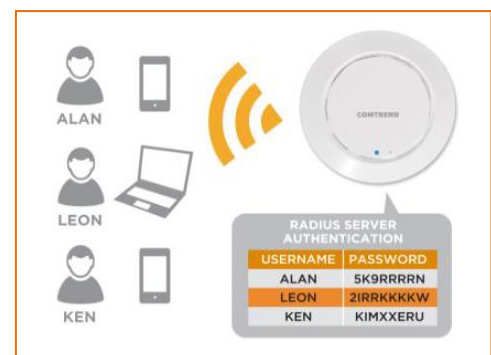 ALAN
LEON
KEN
COMTREND
RADIUS SERVER
AUTHENTICATION
USERNAME PASSWORD
ALAN 5K9RRRRN
LEON 2IRRKKKKW
KEN KIMXXERU